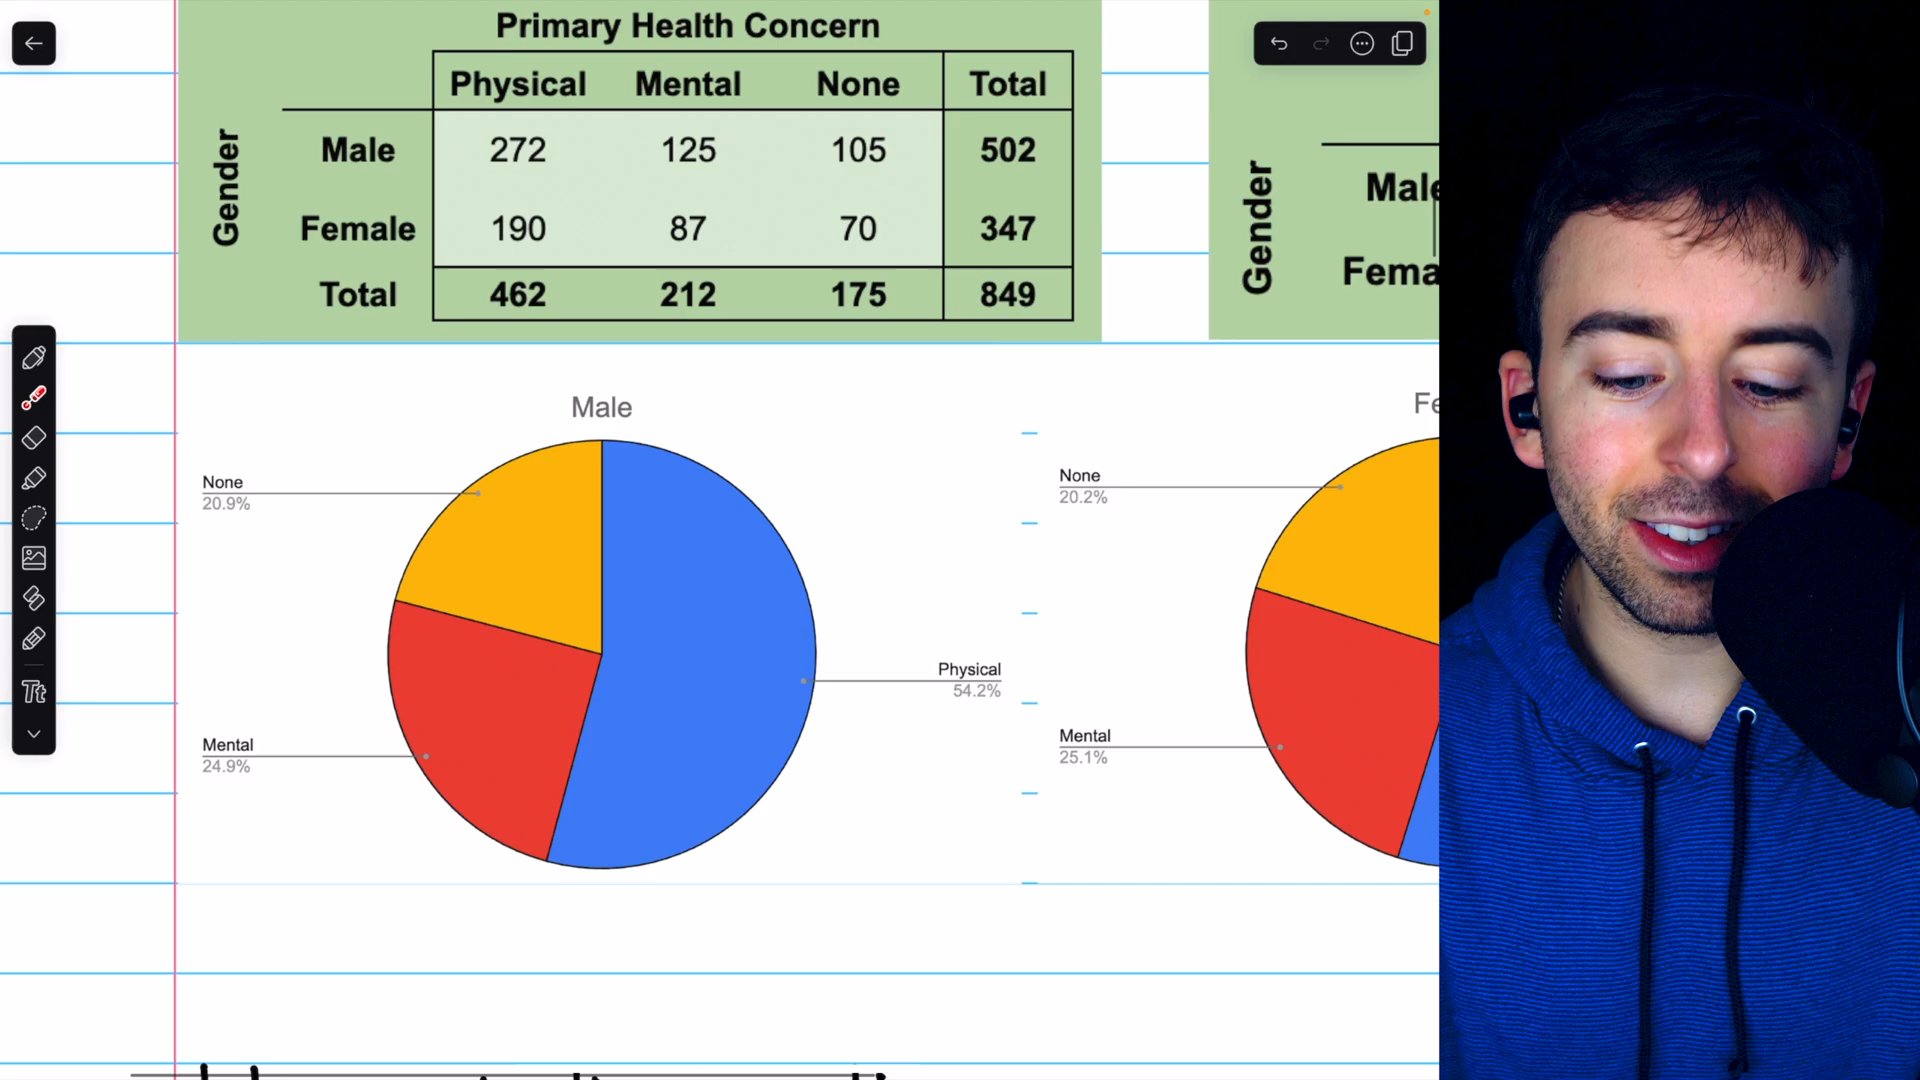 Primary Health Concern
Physical Mental None Total
Gender
Male 272 125 105 502
Female 190 87 70 347
Total 462 212 175 849
Gender
Male
Fema
Male
None
20.9%
Physical
54.2%
Mental
24.9%
Fe
None
20.2%
Mental
25.1%
Tt